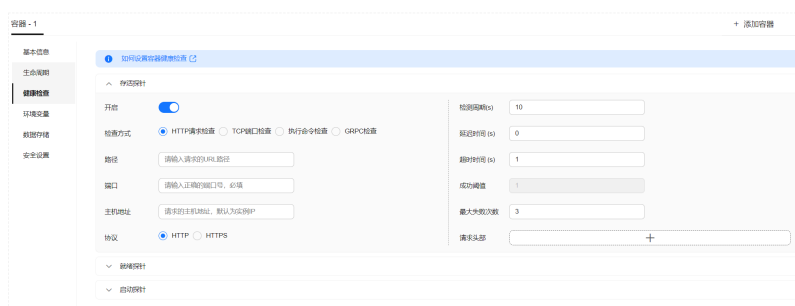 容器 - 1
+ 添加容器
基本信息
生命周期
健康检查
环境变量
数据存储
安全设置
如何设置容器健康检查
存活探针
开启
检查方式 HTTP请求检查 TCP端口检查 执行命令检查 GRPC检查
路径 请输入请求的URL路径
端口 请输入正确的端口号、必填
主机地址 请求的主机地址，默认为实例IP
协议 HTTP HTTPS
检测周期(s) 10
延迟时间 (s) 0
超时时间 (s) 1
成功阈值 1
最大失败次数 3
请求头部 +
就绪探针
启动探针